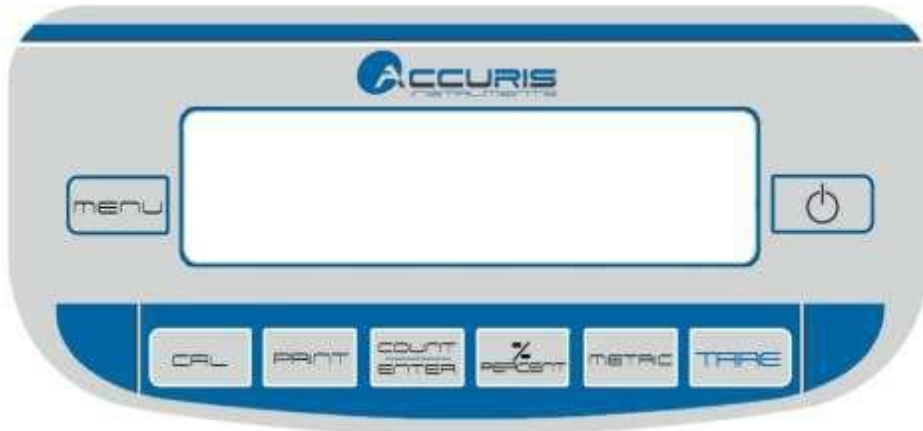 ACCURIS
INSTRUMENTS
MENU
CAL
PRINT
COUNT
ENTER
%
PERCENT
METRIC
TARE